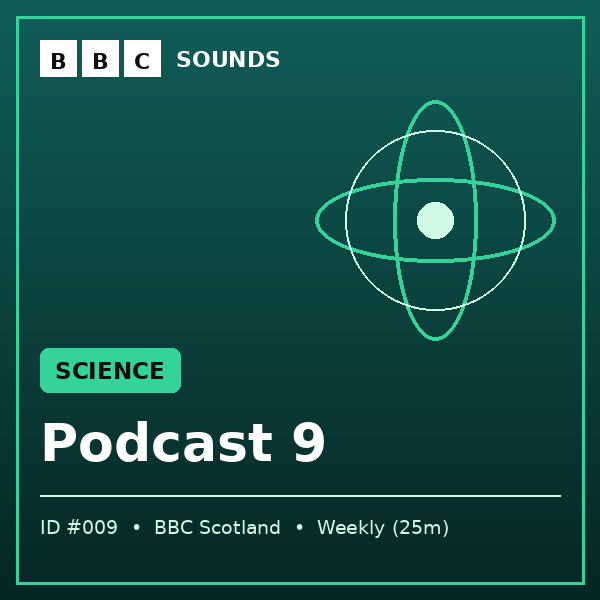 BBC SOUNDS
SCIENCE
Podcast 9
ID #009 • BBC Scotland • Weekly (25m)